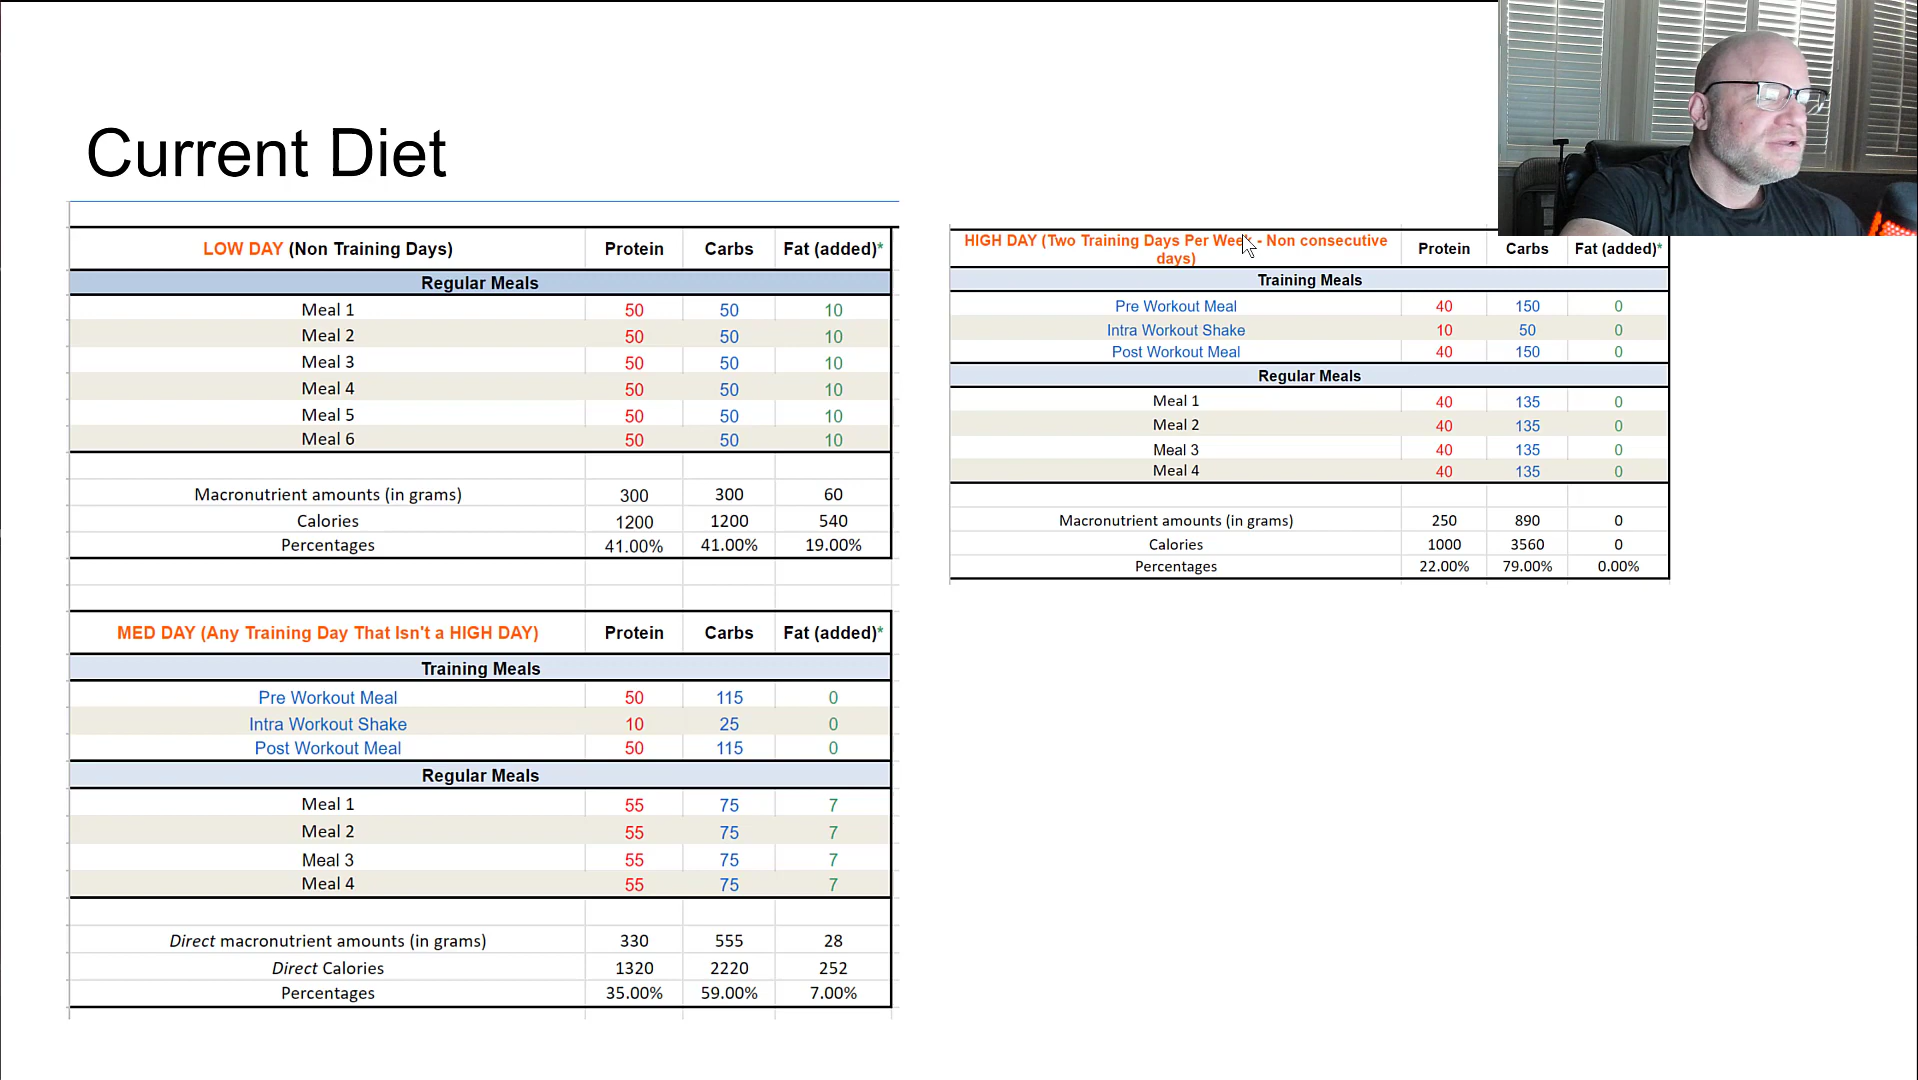 Current Diet
LOW DAY (Non Training Days) Protein Carbs Fat (added)*
Regular Meals
Meal 1 50 50 10
Meal 2 50 50 10
Meal 3 50 50 10
Meal 4 50 50 10
Meal 5 50 50 10
Meal 6 50 50 10
Macronutrient amounts (in grams) 300 300 60
Calories 1200 1200 540
Percentages 41.00% 41.00% 19.00%
MED DAY (Any Training Day That Isn't a HIGH DAY) Protein Carbs Fat (added)*
Training Meals
Pre Workout Meal 50 115 0
Intra Workout Shake 10 25 0
Post Workout Meal 50 115 0
Regular Meals
Meal 1 55 75 7
Meal 2 55 75 7
Meal 3 55 75 7
Meal 4 55 75 7
Direct macronutrient amounts (in grams) 330 555 28
Direct Calories 1320 2220 252
Percentages 35.00% 59.00% 7.00%
HIGH DAY (Two Training Days Per Week - Non consecutive
days) Protein Carbs Fat (added)*
Training Meals
Pre Workout Meal 40 150 0
Intra Workout Shake 10 50 0
Post Workout Meal 40 150 0
Regular Meals
Meal 1 40 135 0
Meal 2 40 135 0
Meal 3 40 135 0
Meal 4 40 135 0
Macronutrient amounts (in grams) 250 890 0
Calories 1000 3560 0
Percentages 22.00% 79.00% 0.00%